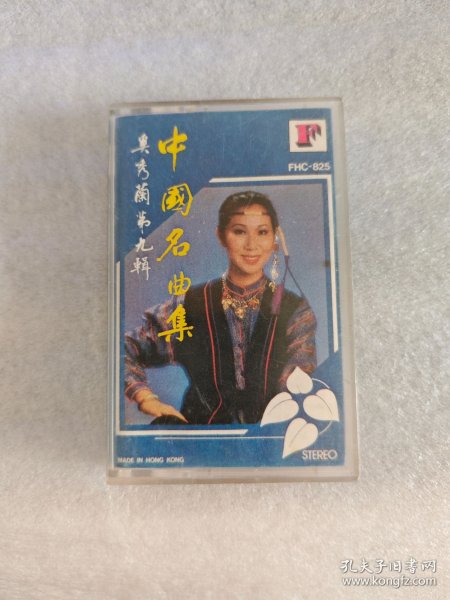 F
FHC-825
中國名曲集
吳秀蘭第九輯
MADE IN HONG KONG
STEREO
孔夫子旧书网
www.kongfz.com